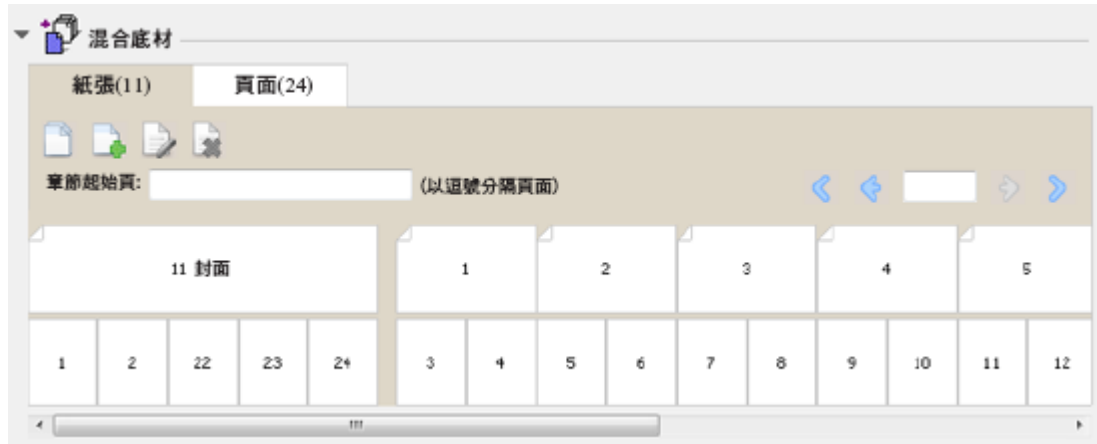 混合底材
紙張(11) 頁面(24)
章節起始頁: (以逗號分隔頁面)
11 封面 1 2 3 4 5
1 2 22 23 24 3 4 5 6 7 8 9 10 11 12